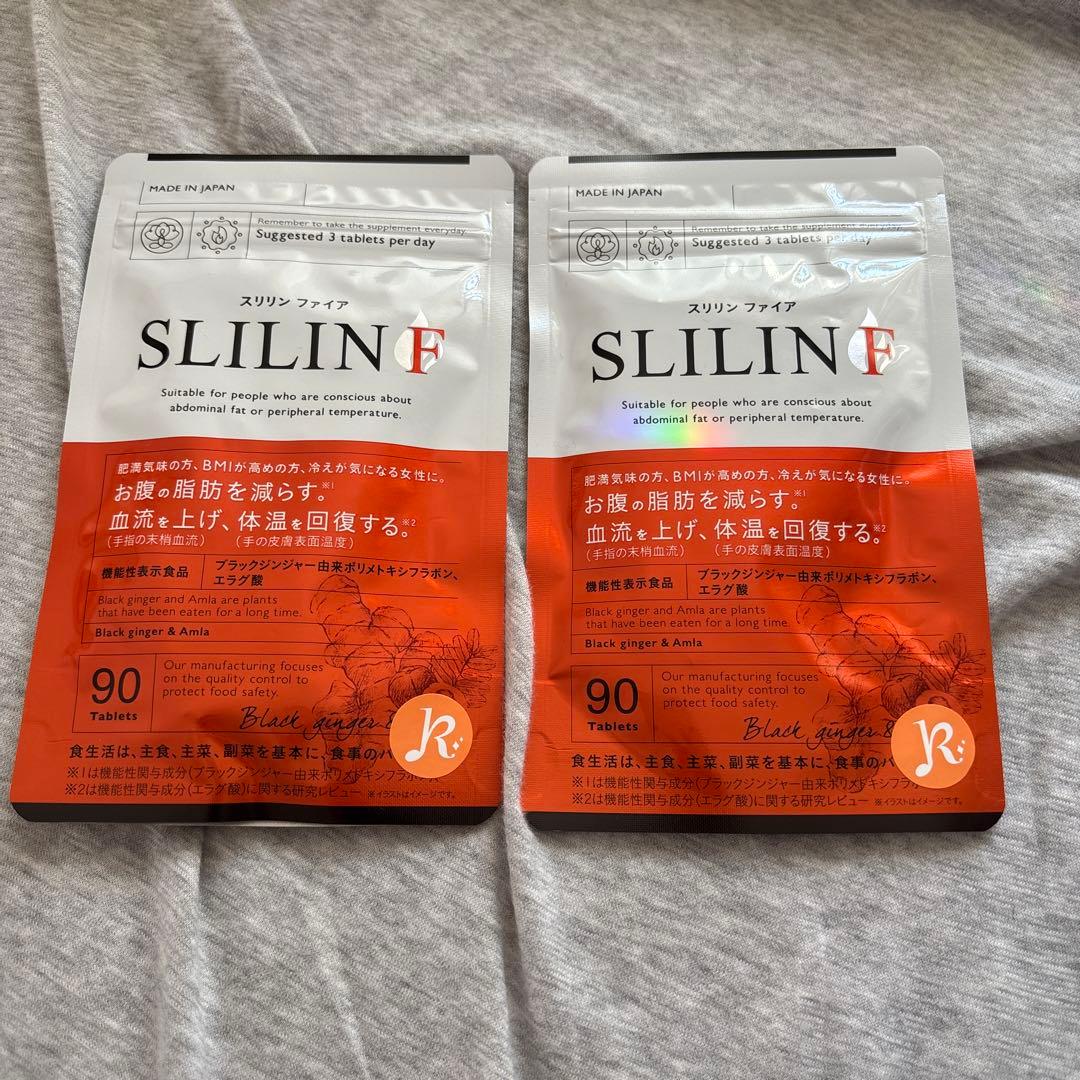 MADE IN JAPAN
Remember to take the supplement everyday
Suggested 3 tablets per day
スリリン ファイア
SLILIN F
Suitable for people who are conscious about
abdominal fat or peripheral temperature.
肥満気味の方、BMIが高めの方、冷えが気になる女性に。
お腹の脂肪を減らす。※1
血流を上げ、体温を回復する。※2
(手指の末梢血流) (手の皮膚表面温度)
機能性表示食品
ブラックジンジャー由来ポリメトキシフラボン、
エラグ酸
Black ginger and Amla are plants
that have been eaten for a long time.
Black ginger & Amla
90
Tablets
Our manufacturing focuses
on the quality control to
protect food safety.
Black ginger &
食生活は、主食、主菜、副菜を基本に、食事のバ
※1は機能性関与成分(ブラックジンジャー由来ポリメトキシフラボ
※2は機能性関与成分(エラグ酸)に関する研究レビュー ※イラストはイメージです。
MADE IN JAPAN
Remember to take the supplement everyday
Suggested 3 tablets per day
スリリン ファイア
SLILIN F
Suitable for people who are conscious about
abdominal fat or peripheral temperature.
肥満気味の方、BMIが高めの方、冷えが気になる女性に。
お腹の脂肪を減らす。※1
血流を上げ、体温を回復する。※2
(手指の末梢血流) (手の皮膚表面温度)
機能性表示食品
ブラックジンジャー由来ポリメトキシフラボン、
エラグ酸
Black ginger and Amla are plants
that have been eaten for a long time.
Black ginger & Amla
90
Tablets
Our manufacturing focuses
on the quality control to
protect food safety.
Black ginger &
食生活は、主食、主菜、副菜を基本に、食事のバ
※1は機能性関与成分(ブラックジンジャー由来ポリメトキシフラ
※2は機能性関与成分(エラグ酸)に関する研究レビュー ※イラストはイメージです。